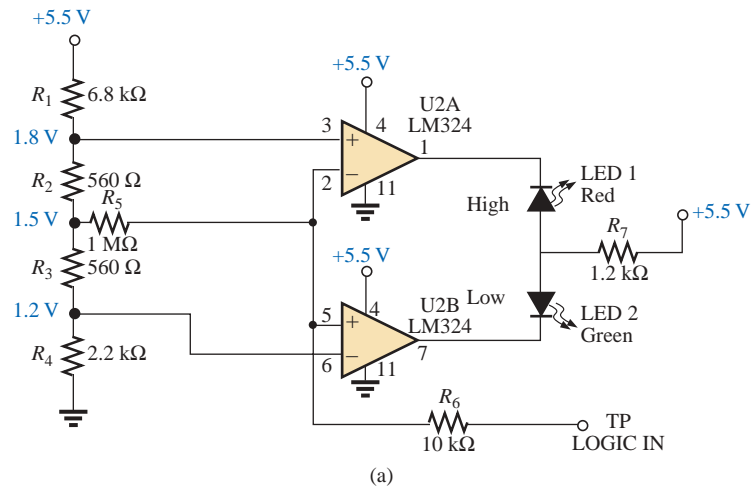 +5.5 V
R1 6.8 kΩ
1.8 V
R2 560 Ω
R5
1.5 V
1 MΩ
R3 560 Ω
1.2 V
R4 2.2 kΩ
+5.5 V
U2A
LM324
3 + 4 1
2 − 11
+5.5 V
U2B
LM324
5 + 4
6 − 11 7
High
LED 1
Red
+5.5 V
R7
1.2 kΩ
Low
LED 2
Green
R6
10 kΩ
TP
LOGIC IN
(a)